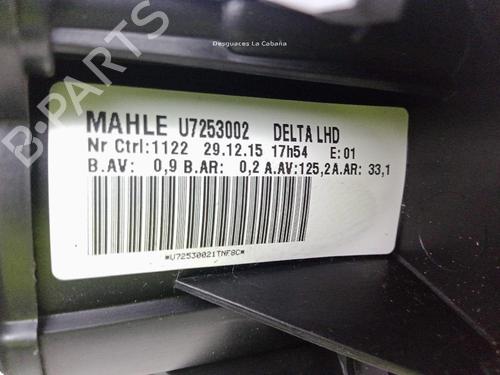 Desguaces La Cabaña
B-PARTS
MAHLE U7253002 DELTA LHD
Nr Ctrl:1122 29.12.15 17h54 E:01
B.AV: 0,9 B.AR: 0,2 A.AV:125,2A.AR: 33,1
*U72530021TNF8C*